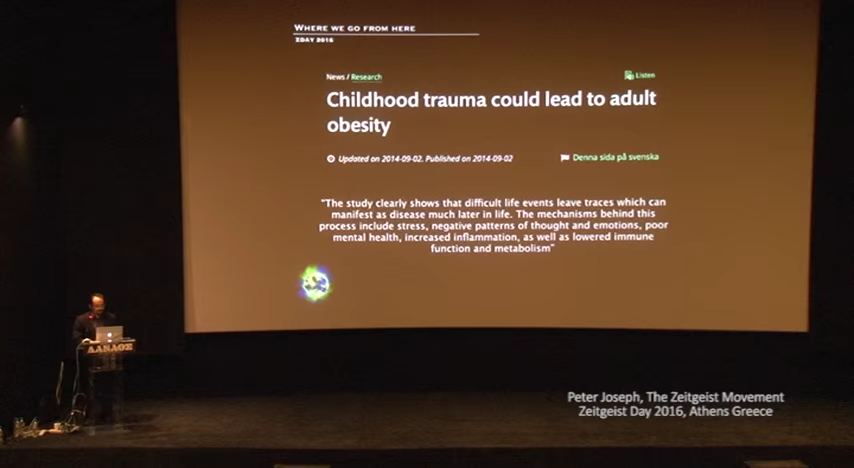 WHERE WE GO FROM HERE
ZDAY 2016
News / Research
Listen
Childhood trauma could lead to adult
obesity
Updated on 2014-09-02. Published on 2014-09-02
Denna sida på svenska
"The study clearly shows that difficult life events leave traces which can
manifest as disease much later in life. The mechanisms behind this
process include stress, negative patterns of thought and emotions, poor
mental health, increased inflammation, as well as lowered immune
function and metabolism"
Peter Joseph, The Zeitgeist Movement
Zeitgeist Day 2016, Athens Greece